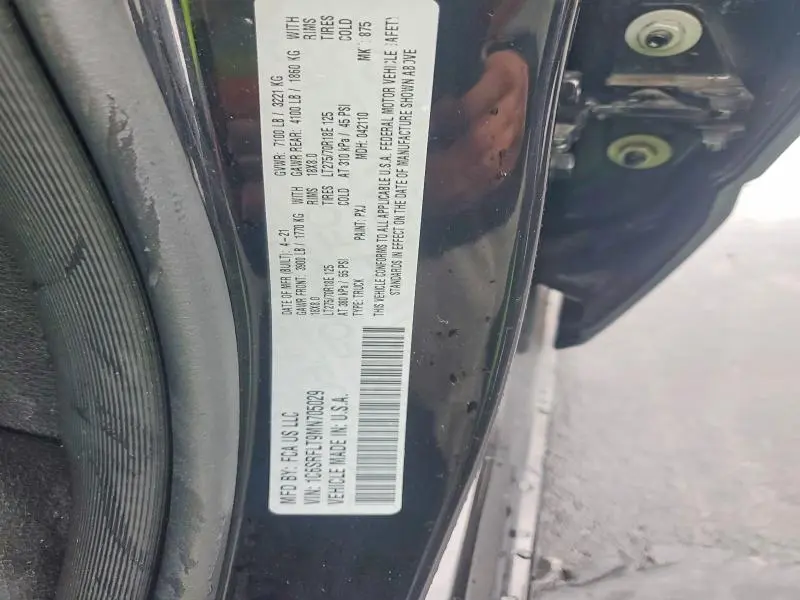 MFD BY: FCA US LLC
DATE OF MFR (BUILT): 4-21
GVWR: 7100 LB / 3221 KG
GAWR FRONT: 3900 LB / 1770 KG WITH
GAWR REAR: 4100 LB / 1860 KG WITH
18X8.0 RIMS
18X8.0 RIMS
LT275/70R18E 125 TIRES
LT275/70R18E 125 TIRES
AT 380 kPa / 55 PSI COLD
AT 310 kPa / 45 PSI COLD
VIN: 1C6SRFLT9MN705029
TYPE: TRUCK
PAINT: PXJ
MDH: 042110
MK: 875
VEHICLE MADE IN: U.S.A.
THIS VEHICLE CONFORMS TO ALL APPLICABLE U.S.A. FEDERAL MOTOR VEHICLE SAFETY
STANDARDS IN EFFECT ON THE DATE OF MANUFACTURE SHOWN ABOVE